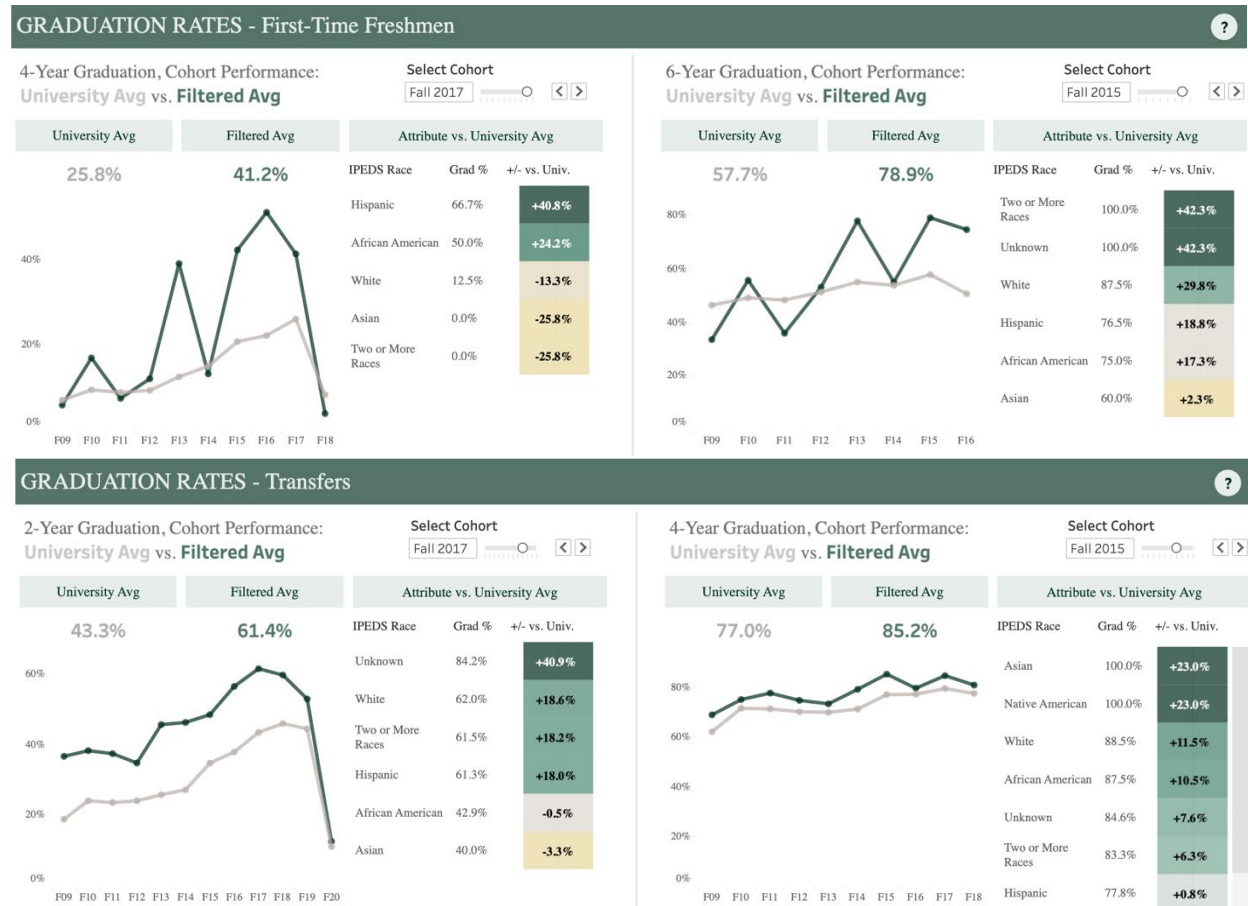 GRADUATION RATES - First-Time Freshmen
?
4-Year Graduation, Cohort Performance:
University Avg vs. Filtered Avg
Select Cohort
Fall 2017
< >
University Avg
Filtered Avg
Attribute vs. University Avg
25.8%
41.2%
IPEDS Race Grad % +/- vs. Univ.
Hispanic 66.7% +40.8%
African American 50.0% +24.2%
White 12.5% -13.3%
Asian 0.0% -25.8%
Two or More
Races 0.0% -25.8%
40%
20%
0%
F09 F10 F11 F12 F13 F14 F15 F16 F17 F18
6-Year Graduation, Cohort Performance:
University Avg vs. Filtered Avg
Select Cohort
Fall 2015
< >
University Avg
Filtered Avg
Attribute vs. University Avg
57.7%
78.9%
IPEDS Race Grad % +/- vs. Univ.
Two or More
Races 100.0% +42.3%
Unknown 100.0% +42.3%
White 87.5% +29.8%
Hispanic 76.5% +18.8%
African American 75.0% +17.3%
Asian 60.0% +2.3%
80%
60%
40%
20%
0%
F09 F10 F11 F12 F13 F14 F15 F16
GRADUATION RATES - Transfers
?
2-Year Graduation, Cohort Performance:
University Avg vs. Filtered Avg
Select Cohort
Fall 2017
< >
University Avg
Filtered Avg
Attribute vs. University Avg
43.3%
61.4%
IPEDS Race Grad % +/- vs. Univ.
Unknown 84.2% +40.9%
White 62.0% +18.6%
Two or More
Races 61.5% +18.2%
Hispanic 61.3% +18.0%
African American 42.9% -0.5%
Asian 40.0% -3.3%
60%
40%
20%
0%
F09 F10 F11 F12 F13 F14 F15 F16 F17 F18 F19 F20
4-Year Graduation, Cohort Performance:
University Avg vs. Filtered Avg
Select Cohort
Fall 2015
< >
University Avg
Filtered Avg
Attribute vs. University Avg
77.0%
85.2%
IPEDS Race Grad % +/- vs. Univ.
Asian 100.0% +23.0%
Native American 100.0% +23.0%
White 88.5% +11.5%
African American 87.5% +10.5%
Unknown 84.6% +7.6%
Two or More
Races 83.3% +6.3%
Hispanic 77.8% +0.8%
80%
60%
40%
20%
0%
F09 F10 F11 F12 F13 F14 F15 F16 F17 F18